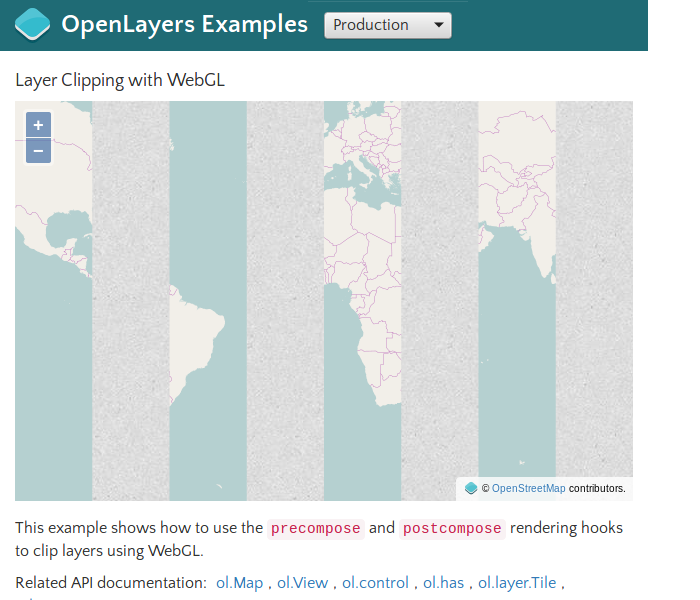 OpenLayers Examples Production
Layer Clipping with WebGL
+
−
© OpenStreetMap contributors.
This example shows how to use the precompose and postcompose rendering hooks
to clip layers using WebGL.
Related API documentation: ol.Map , ol.View , ol.control , ol.has , ol.layer.Tile ,